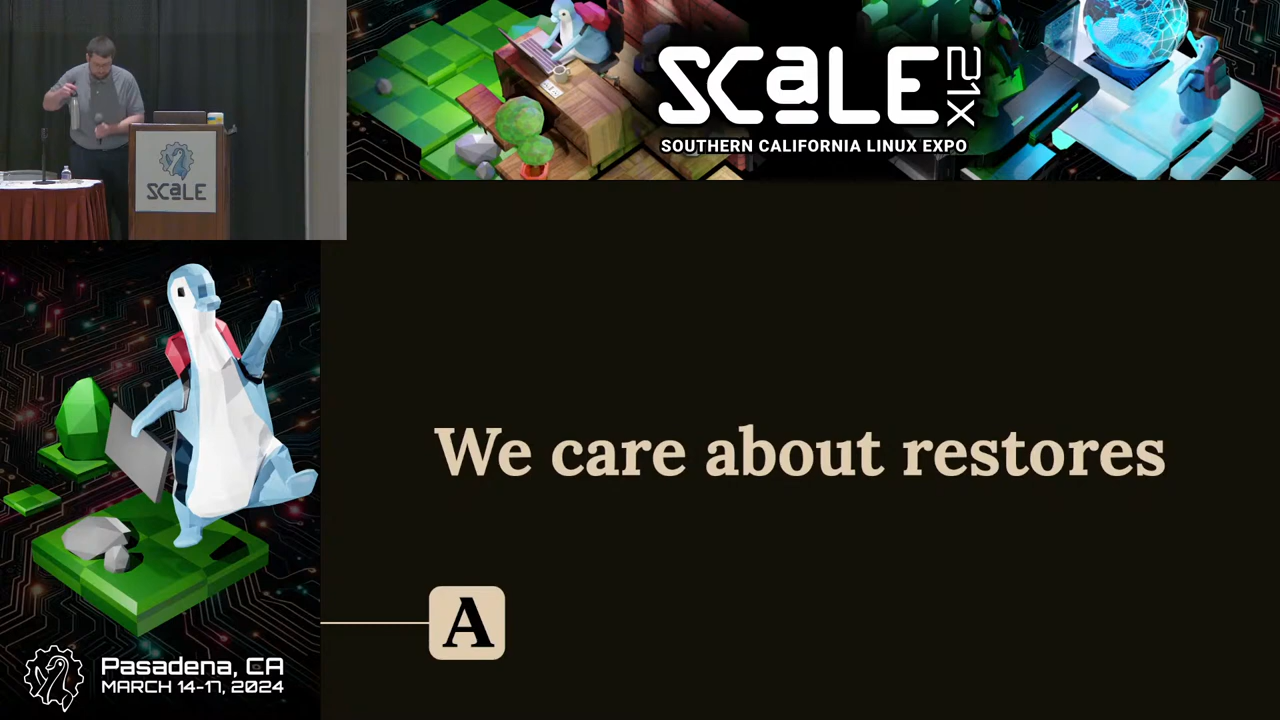 SCaLE 21X
SOUTHERN CALIFORNIA LINUX EXPO
SCaLE
We care about restores
A
Pasadena, CA
MARCH 14-17, 2024